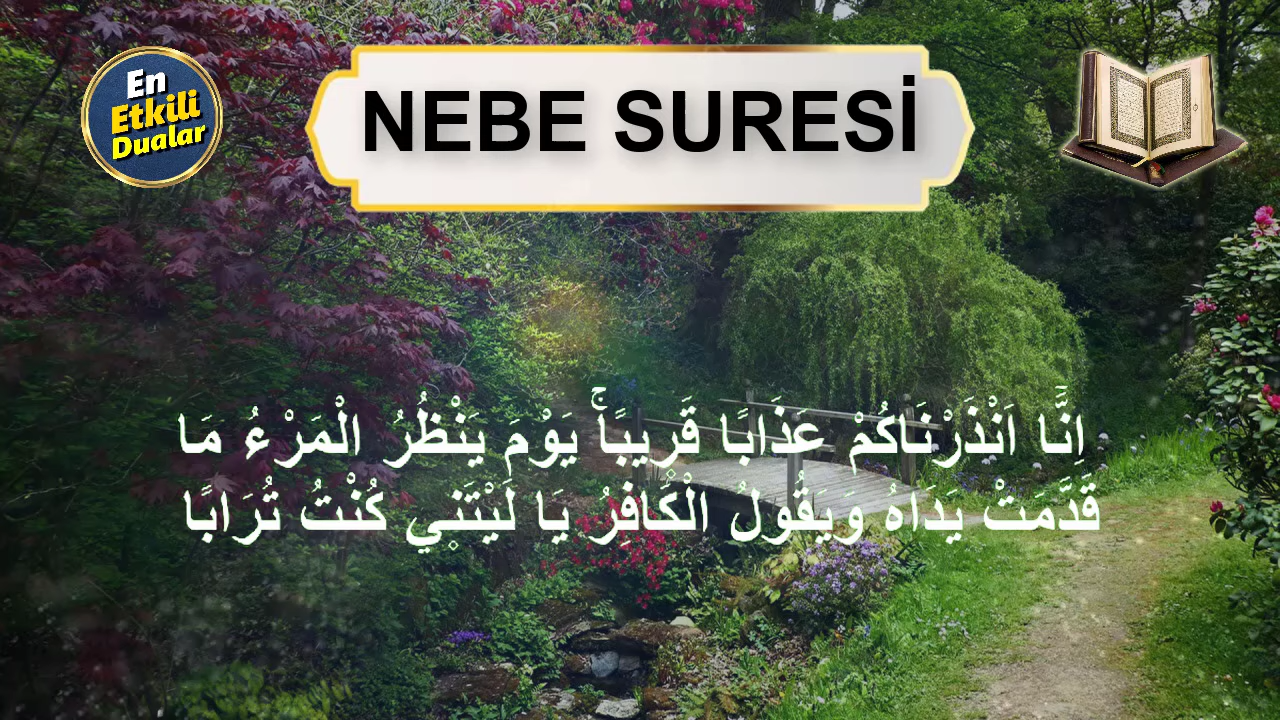 En
Etkili
Dualar
NEBE SURESİ
اِنَّٓا اَنْذَرْنَاكُمْ عَذَابًا قَرٖيبًاۚ يَوْمَ يَنْظُرُ الْمَرْءُ مَا
قَدَّمَتْ يَدَاهُ وَيَقُولُ الْكَافِرُ يَا لَيْتَنٖي كُنْتُ تُرَابًا